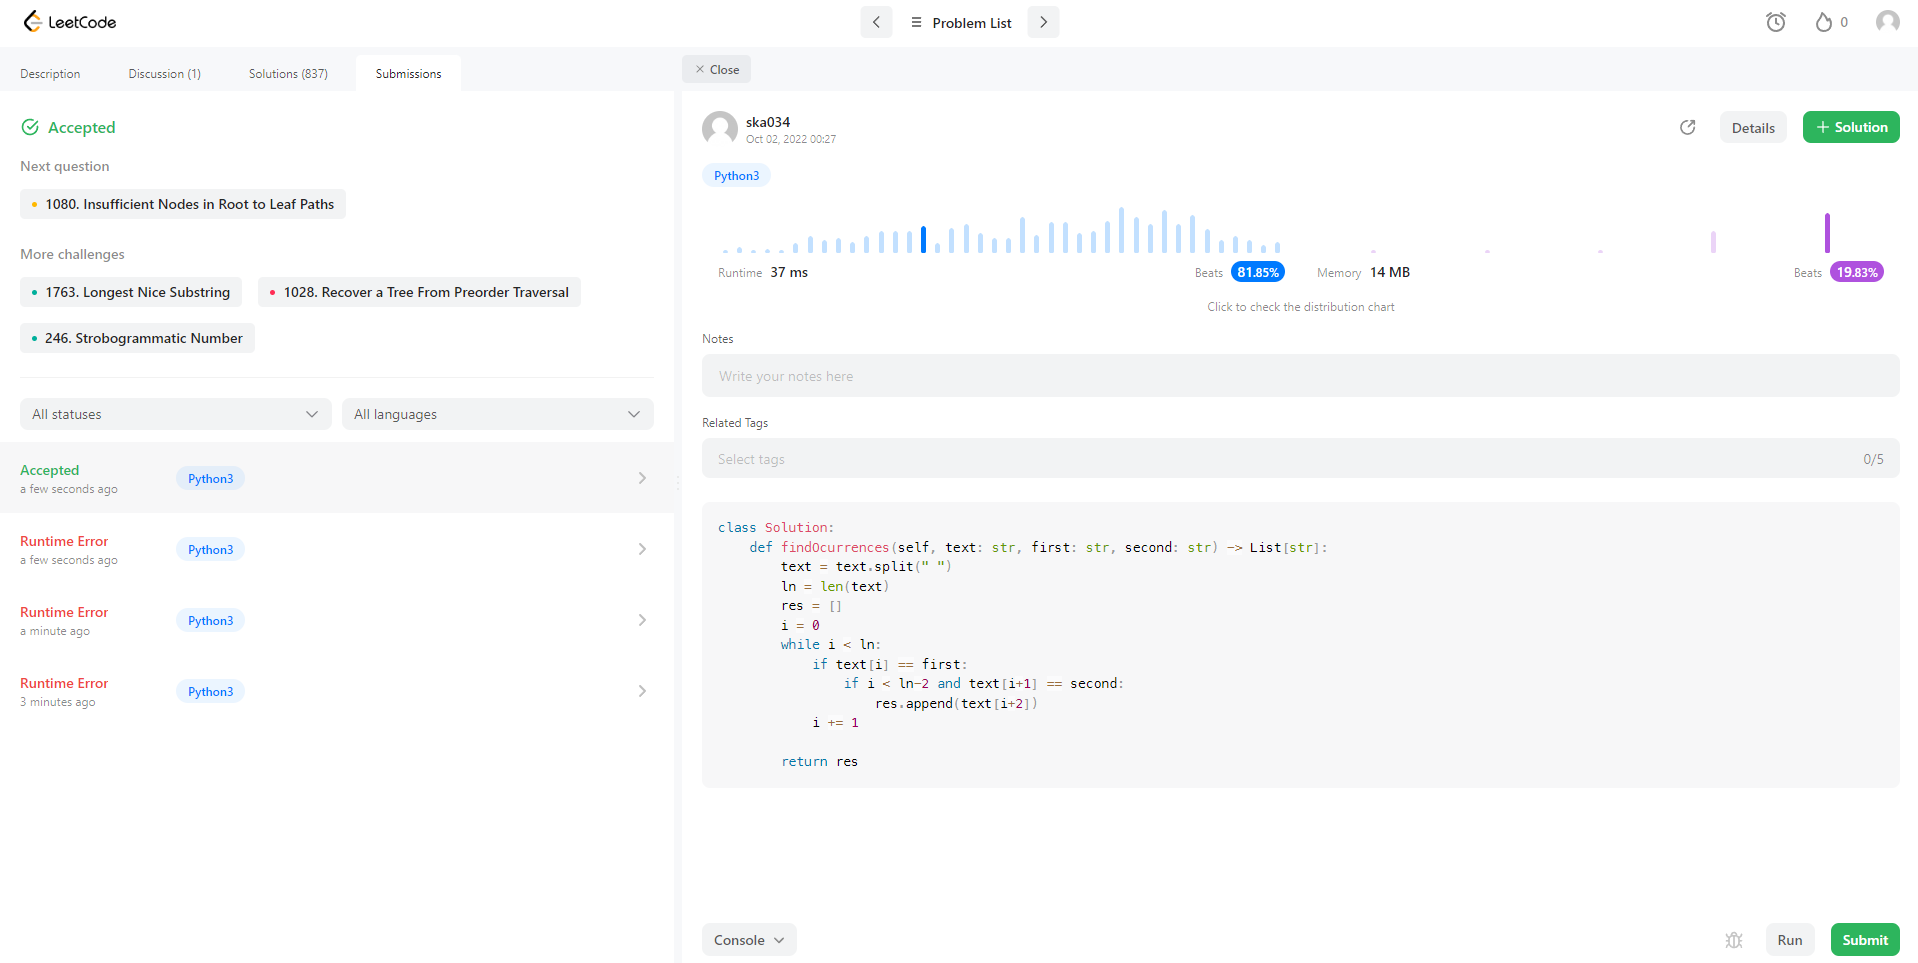 LeetCode
Problem List
0
Description
Discussion (1)
Solutions (837)
Submissions
Close
Accepted
Next question
1080. Insufficient Nodes in Root to Leaf Paths
More challenges
1763. Longest Nice Substring
1028. Recover a Tree From Preorder Traversal
246. Strobogrammatic Number
All statuses
All languages
Accepted
a few seconds ago
Python3
Runtime Error
a few seconds ago
Python3
Runtime Error
a minute ago
Python3
Runtime Error
3 minutes ago
Python3
ska034
Oct 02, 2022 00:27
Details
+ Solution
Python3
Runtime 37 ms
Beats 81.85%
Memory 14 MB
Beats 19.83%
Click to check the distribution chart
Notes
Write your notes here
Related Tags
Select tags
0/5
class Solution:
    def findOcurrences(self, text: str, first: str, second: str) -> List[str]:
        text = text.split(" ")
        ln = len(text)
        res = []
        i = 0
        while i < ln:
            if text[i] == first:
                if i < ln-2 and text[i+1] == second:
                    res.append(text[i+2])
            i += 1
        return res
Console
Run
Submit